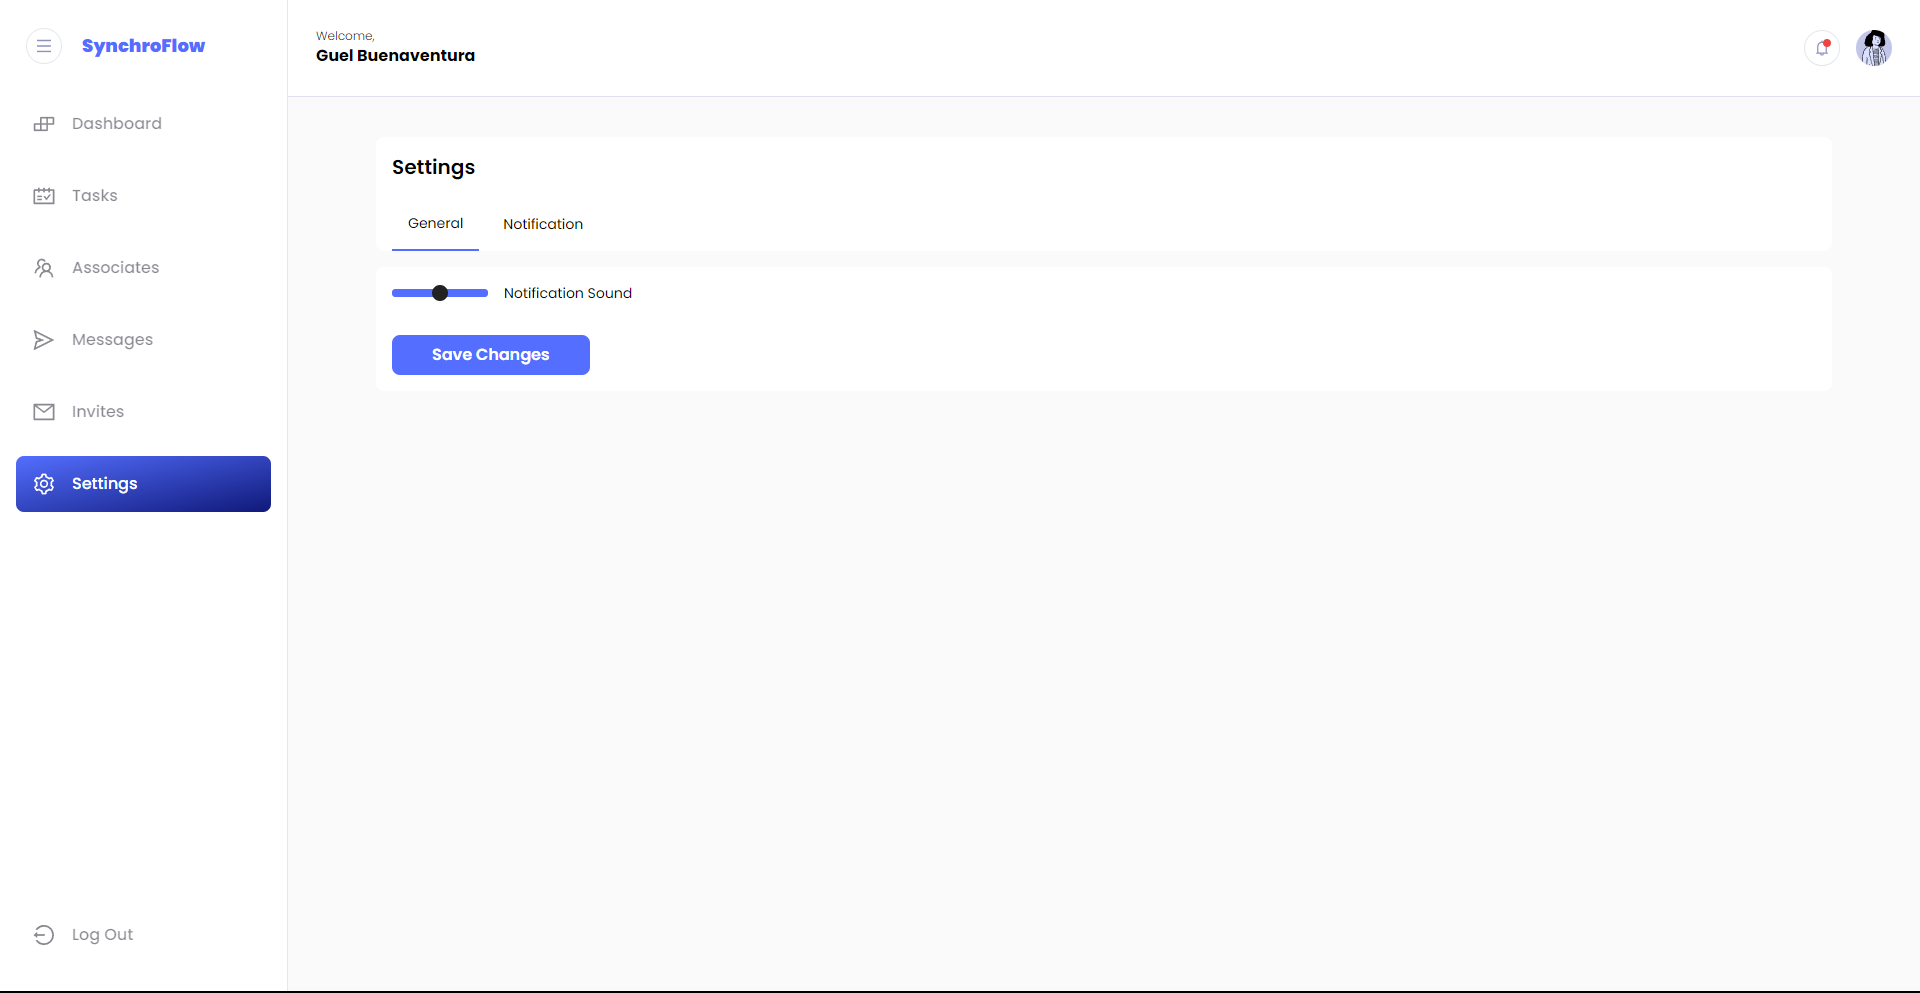 SynchroFlow
Welcome,
Guel Buenaventura
Dashboard
Tasks
Associates
Messages
Invites
Settings
Log Out
Settings
General
Notification
Notification Sound
Save Changes